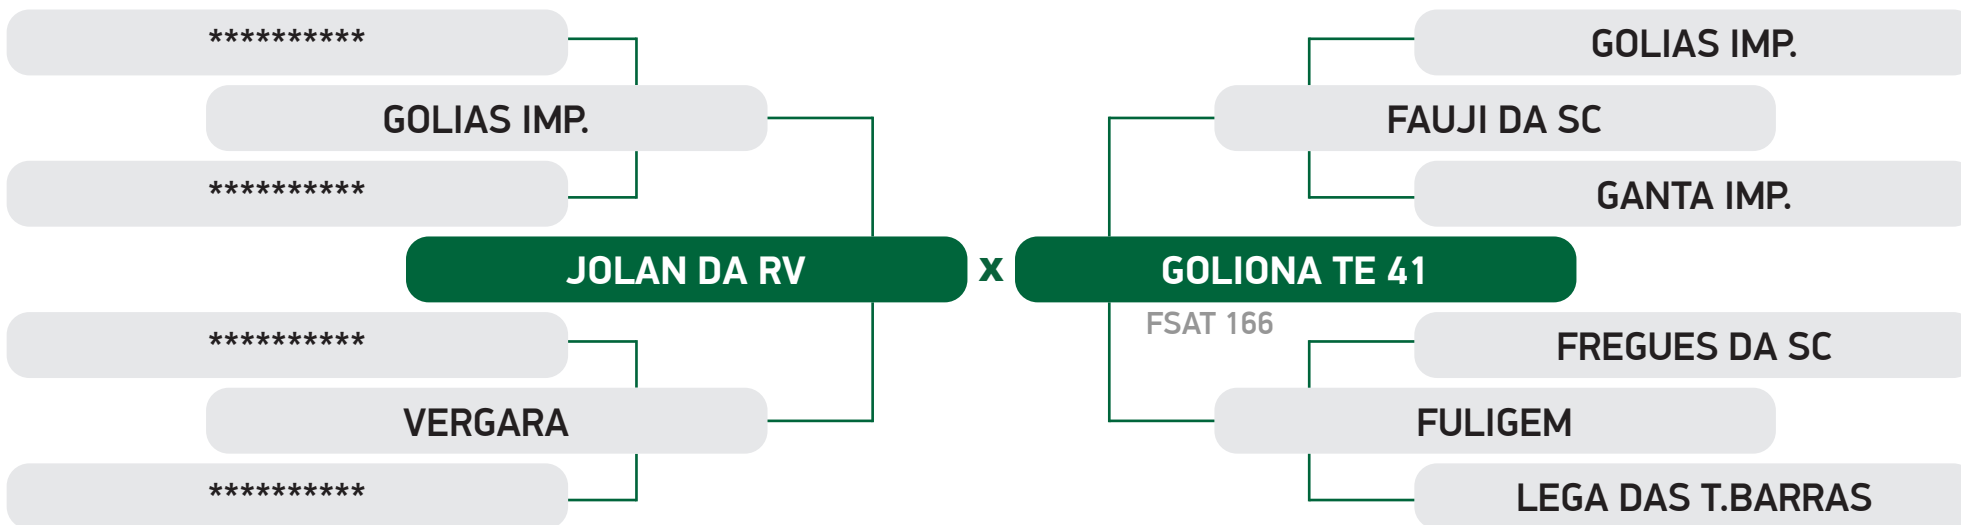 **********
GOLIAS IMP.
GOLIAS IMP.
FAUJI DA SC
**********
GANTA IMP.
JOLAN DA RV x GOLIONA TE 41
FSAT 166
**********
FREGUES DA SC
VERGARA
FULIGEM
**********
LEGA DAS T.BARRAS